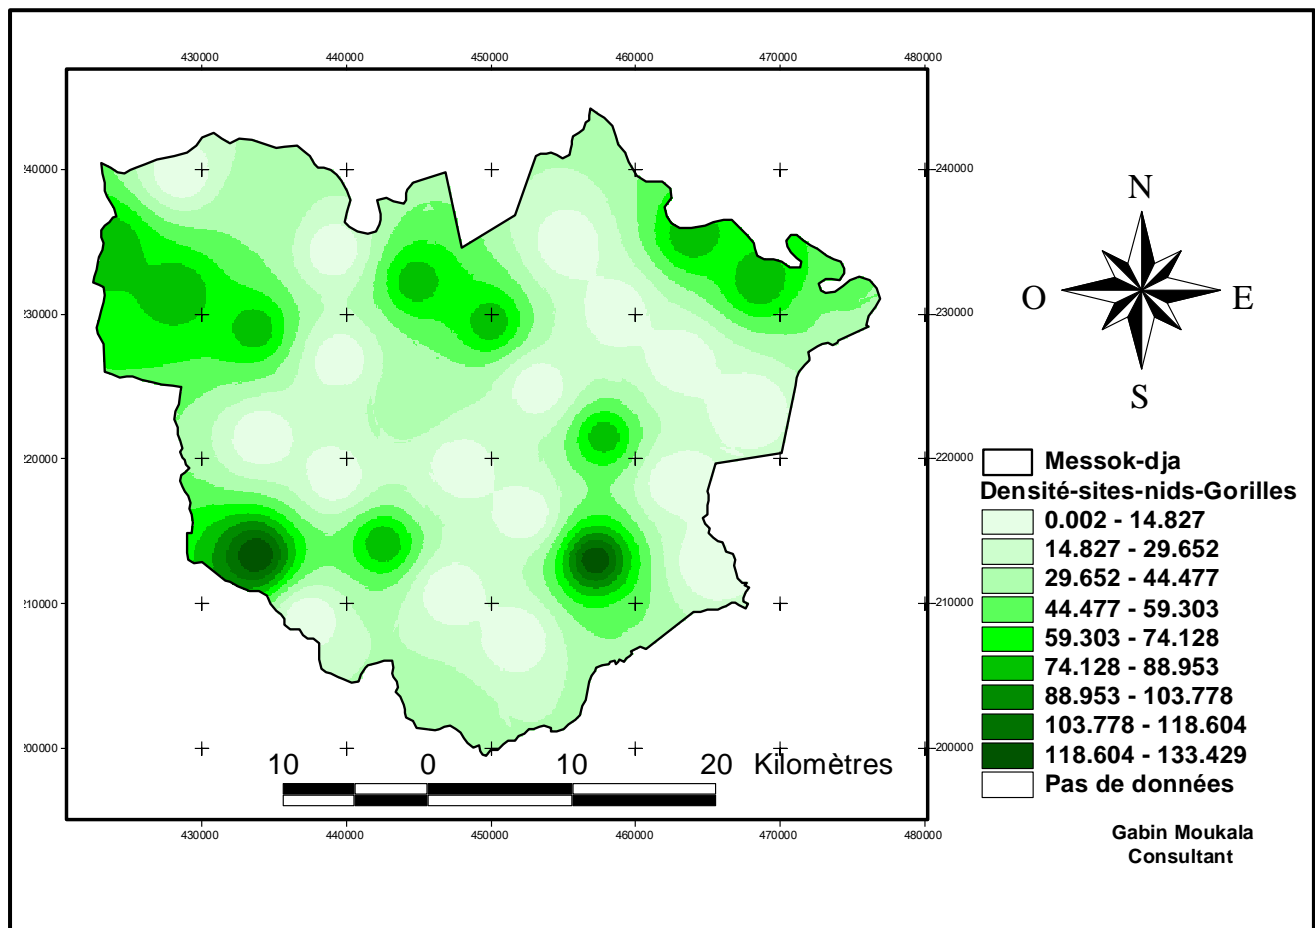 430000 440000 450000 460000 470000 480000
240000 240000
230000 230000
220000 220000
210000 210000
200000 200000
10 0 10 20 Kilomètres
430000 440000 450000 460000 470000 480000
N
O E
S
Messok-dja
Densité-sites-nids-Gorilles
0.002 - 14.827
14.827 - 29.652
29.652 - 44.477
44.477 - 59.303
59.303 - 74.128
74.128 - 88.953
88.953 - 103.778
103.778 - 118.604
118.604 - 133.429
Pas de données
Gabin Moukala
Consultant